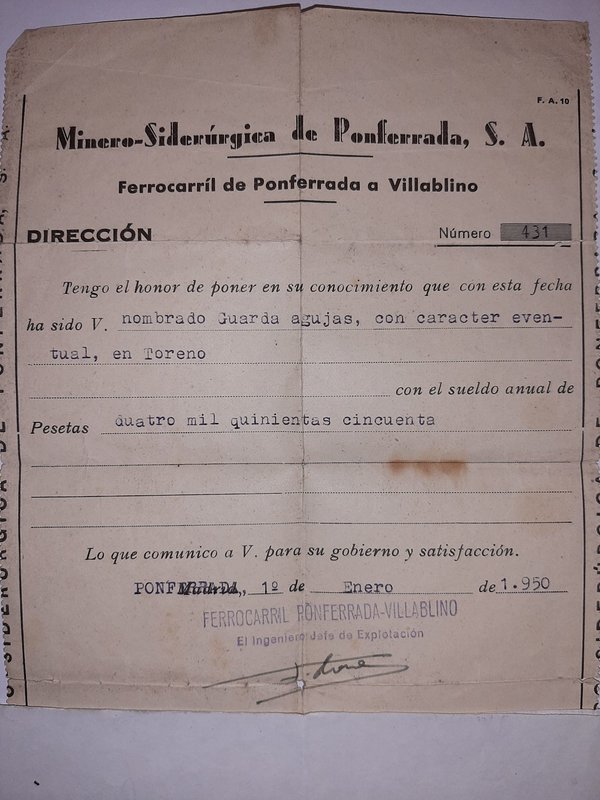 F. A. 10
Minero-Siderúrgica de Ponferrada, S. A.
Ferrocarríl de Ponferrada a Villablino
DIRECCIÓN
Número 431
Tengo el honor de poner en su conocimiento que con esta fecha
ha sido V. nombrado Guarda agujas, con caracter even-
tual, en Toreno
con el sueldo anual de
Pesetas cuatro mil quinientas cincuenta
Lo que comunico a V. para su gobierno y satisfacción.
PONFERRADA, 1º de Enero de 1.950
FERROCARRIL PONFERRADA-VILLABLINO
El Ingeniero Jefe de Explotación